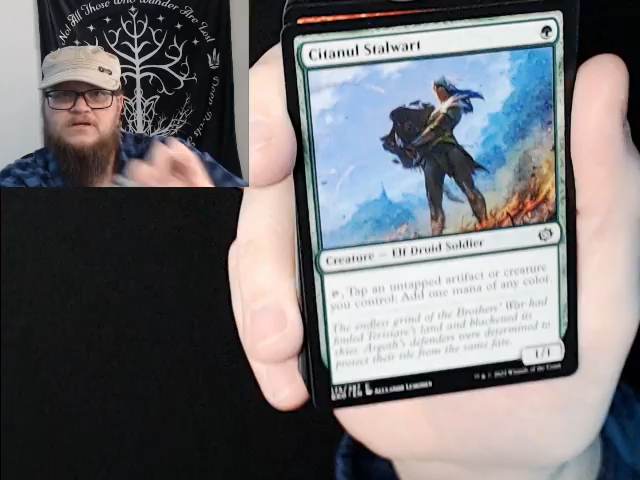 Not All Those Who Wander Are Lost
Citanul Stalwart
Creature — Elf Druid Soldier
, Tap an untapped artifact or creature
you control: Add one mana of any color.
The endless grind of the Brothers' War had
fouled Terisiare's land and blackened its
skies. Argoth's defenders were determined to
protect their isle from the same fate.
1/1